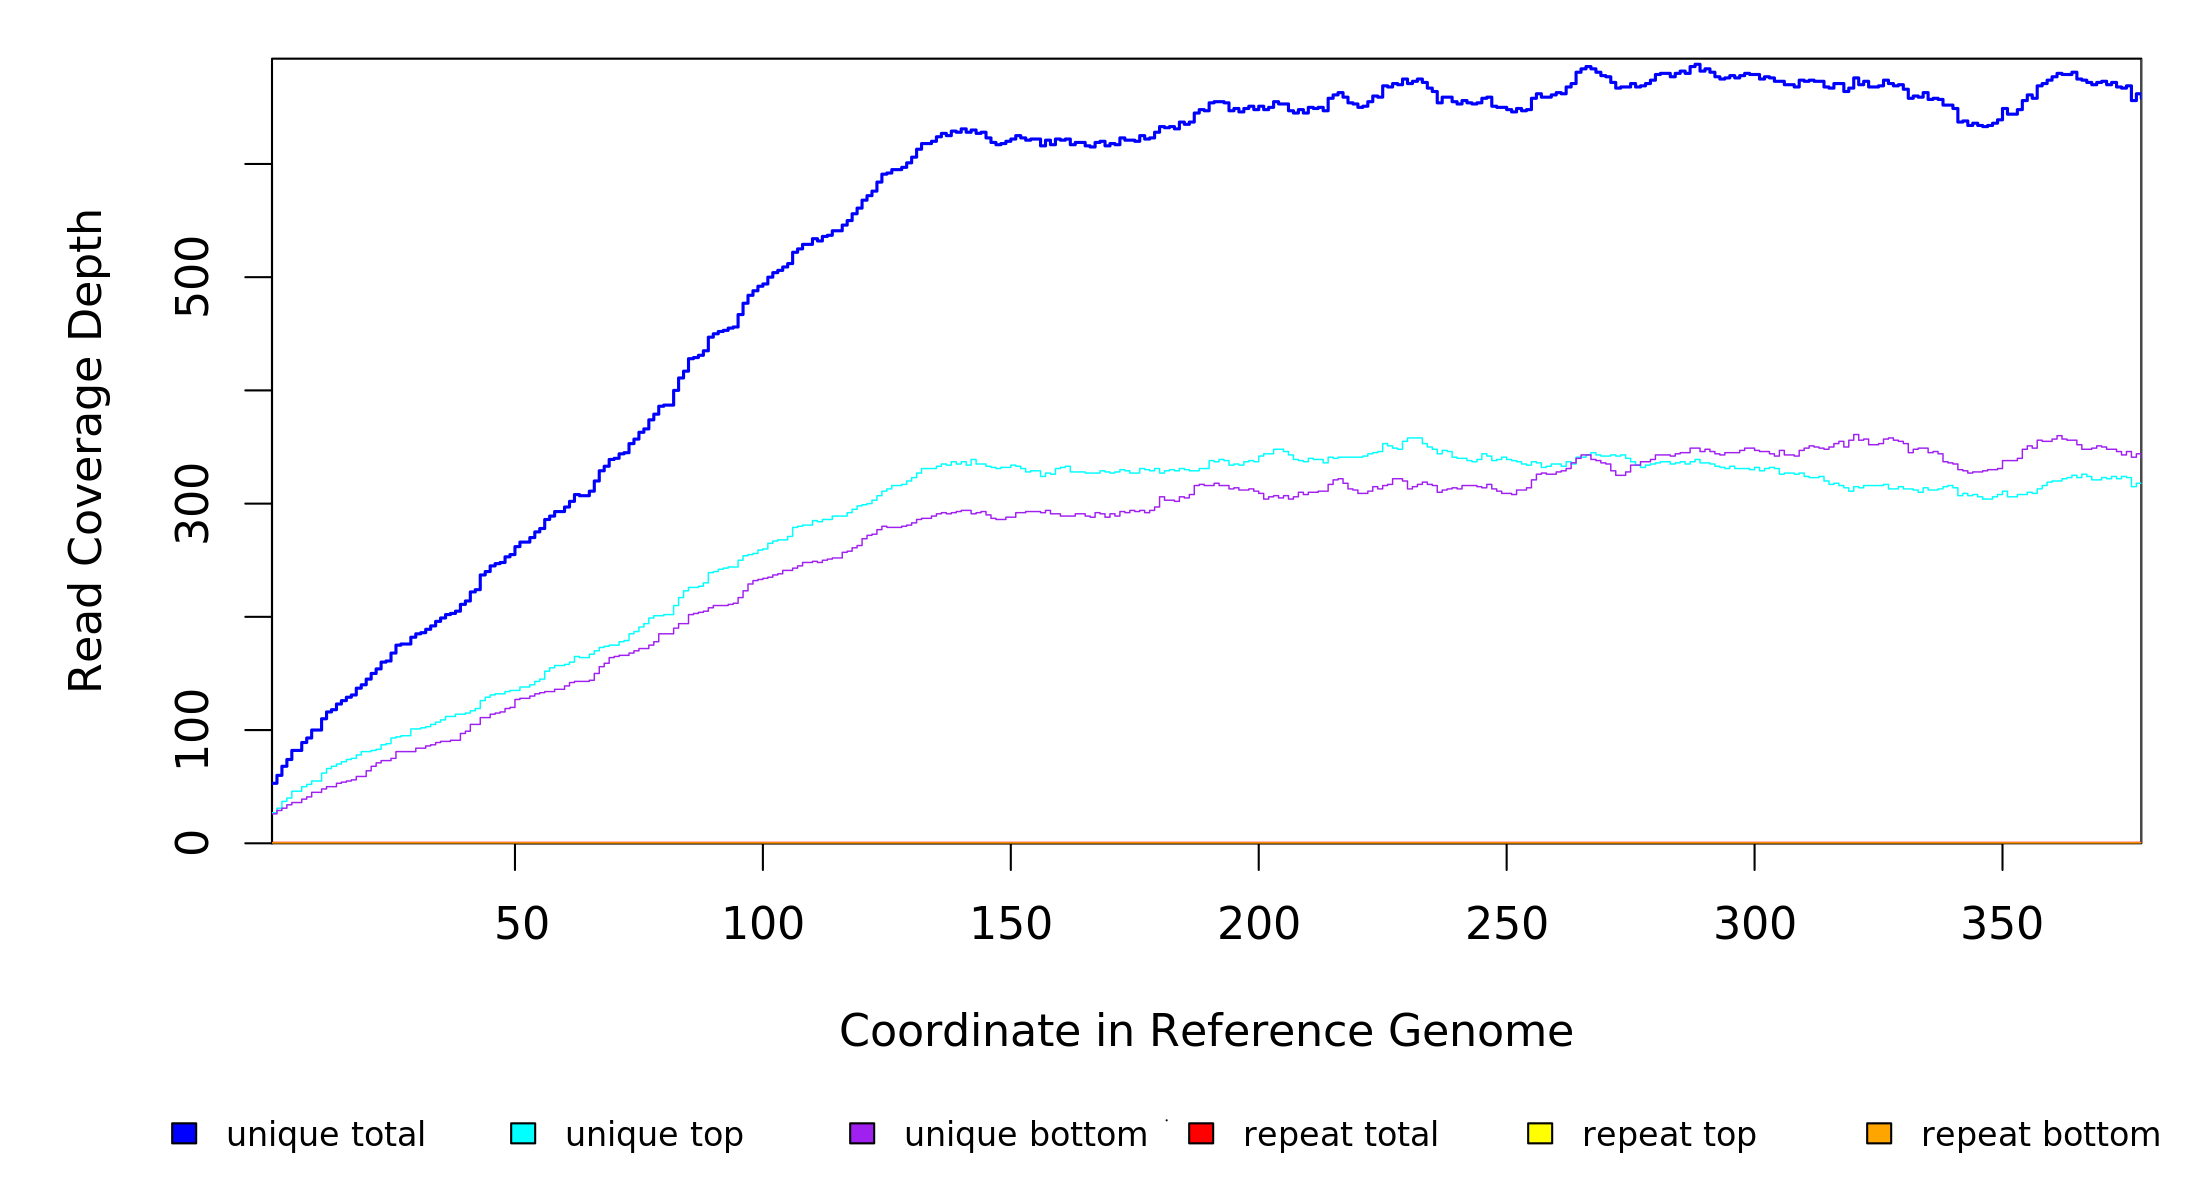 Read Coverage Depth
500
300
100
0
50 100 150 200 250 300 350
Coordinate in Reference Genome
unique total unique top unique bottom repeat total repeat top repeat bottom